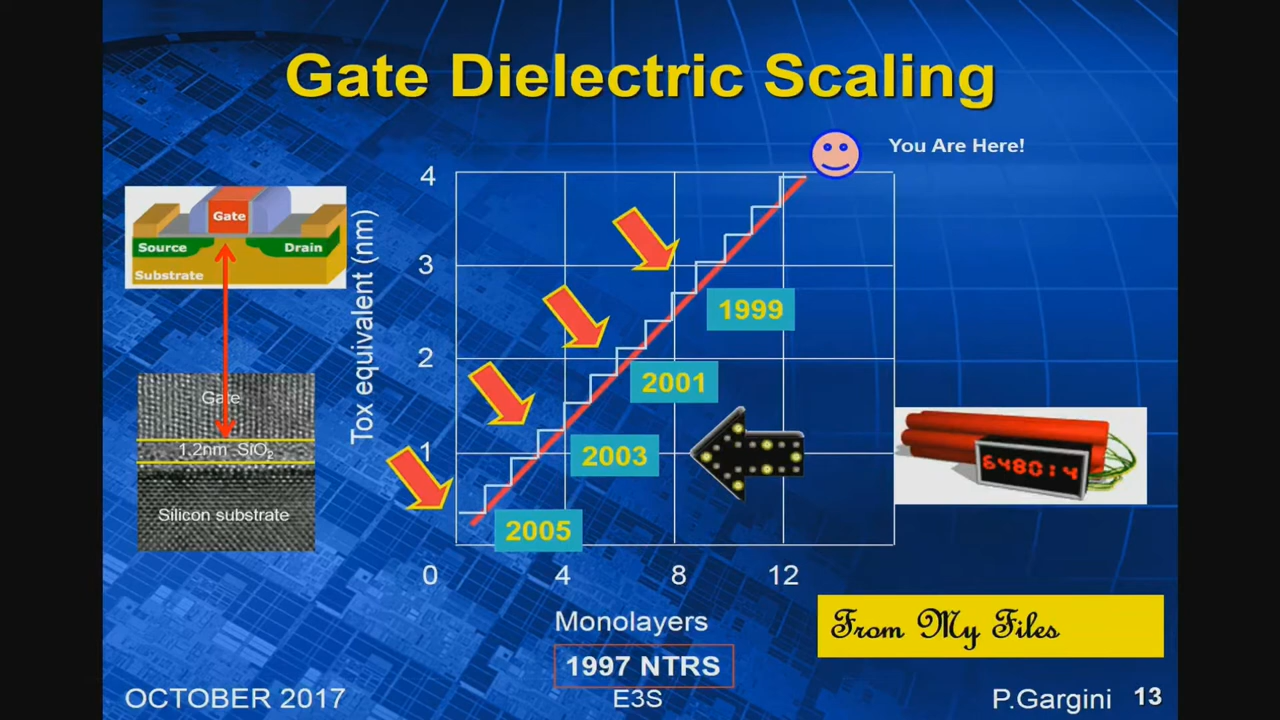 Gate Dielectric Scaling
You Are Here!
4
3
2
1
0
4
8
12
Tox equivalent (nm)
Monolayers
1999
2001
2003
2005
Gate
Source
Drain
Substrate
Gate
1.2nm SiO₂
Silicon substrate
648014
From My Files
1997 NTRS
OCTOBER 2017
E3S
P.Gargini
13